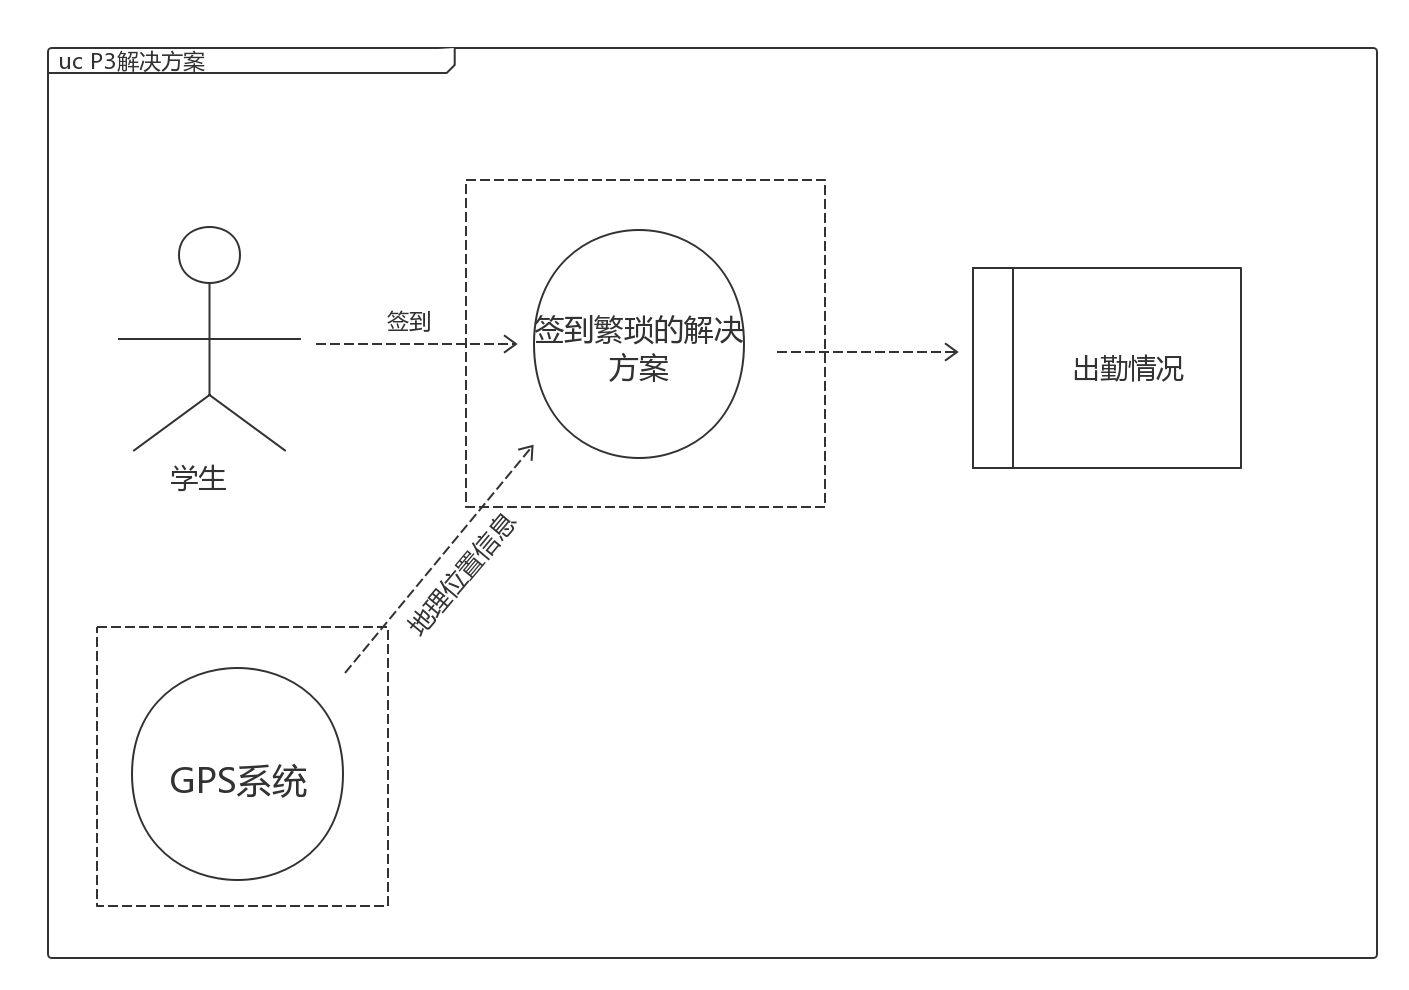 uc P3解决方案
签到
签到繁琐的解决
方案
出勤情况
学生
地理位置信息
GPS系统